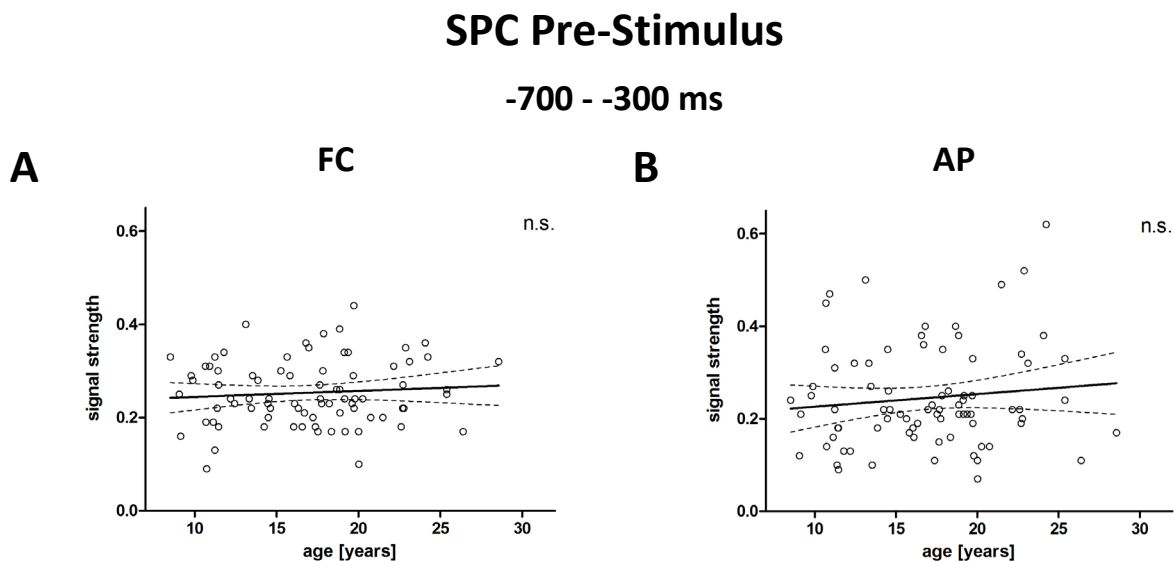 SPC Pre-Stimulus
-700 - -300 ms
A
FC
n.s.
signal strength
0.6
0.4
0.2
0.0
10 15 20 25 30
age [years]
B
AP
n.s.
signal strength
0.6
0.4
0.2
0.0
10 15 20 25 30
age [years]